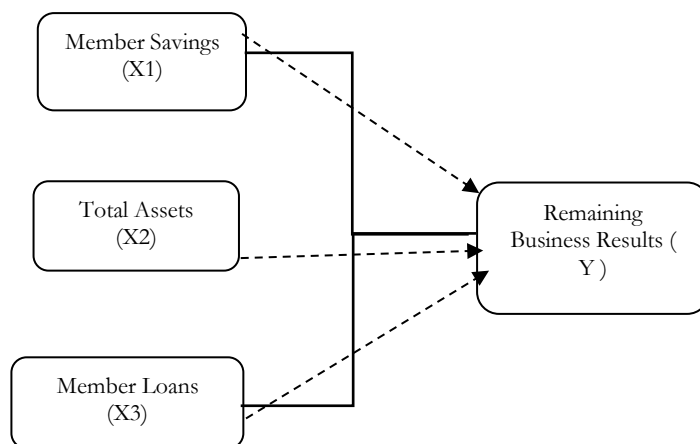 Member Savings
(X1)
Total Assets
(X2)
Remaining
Business Results (
Y )
Member Loans
(X3)